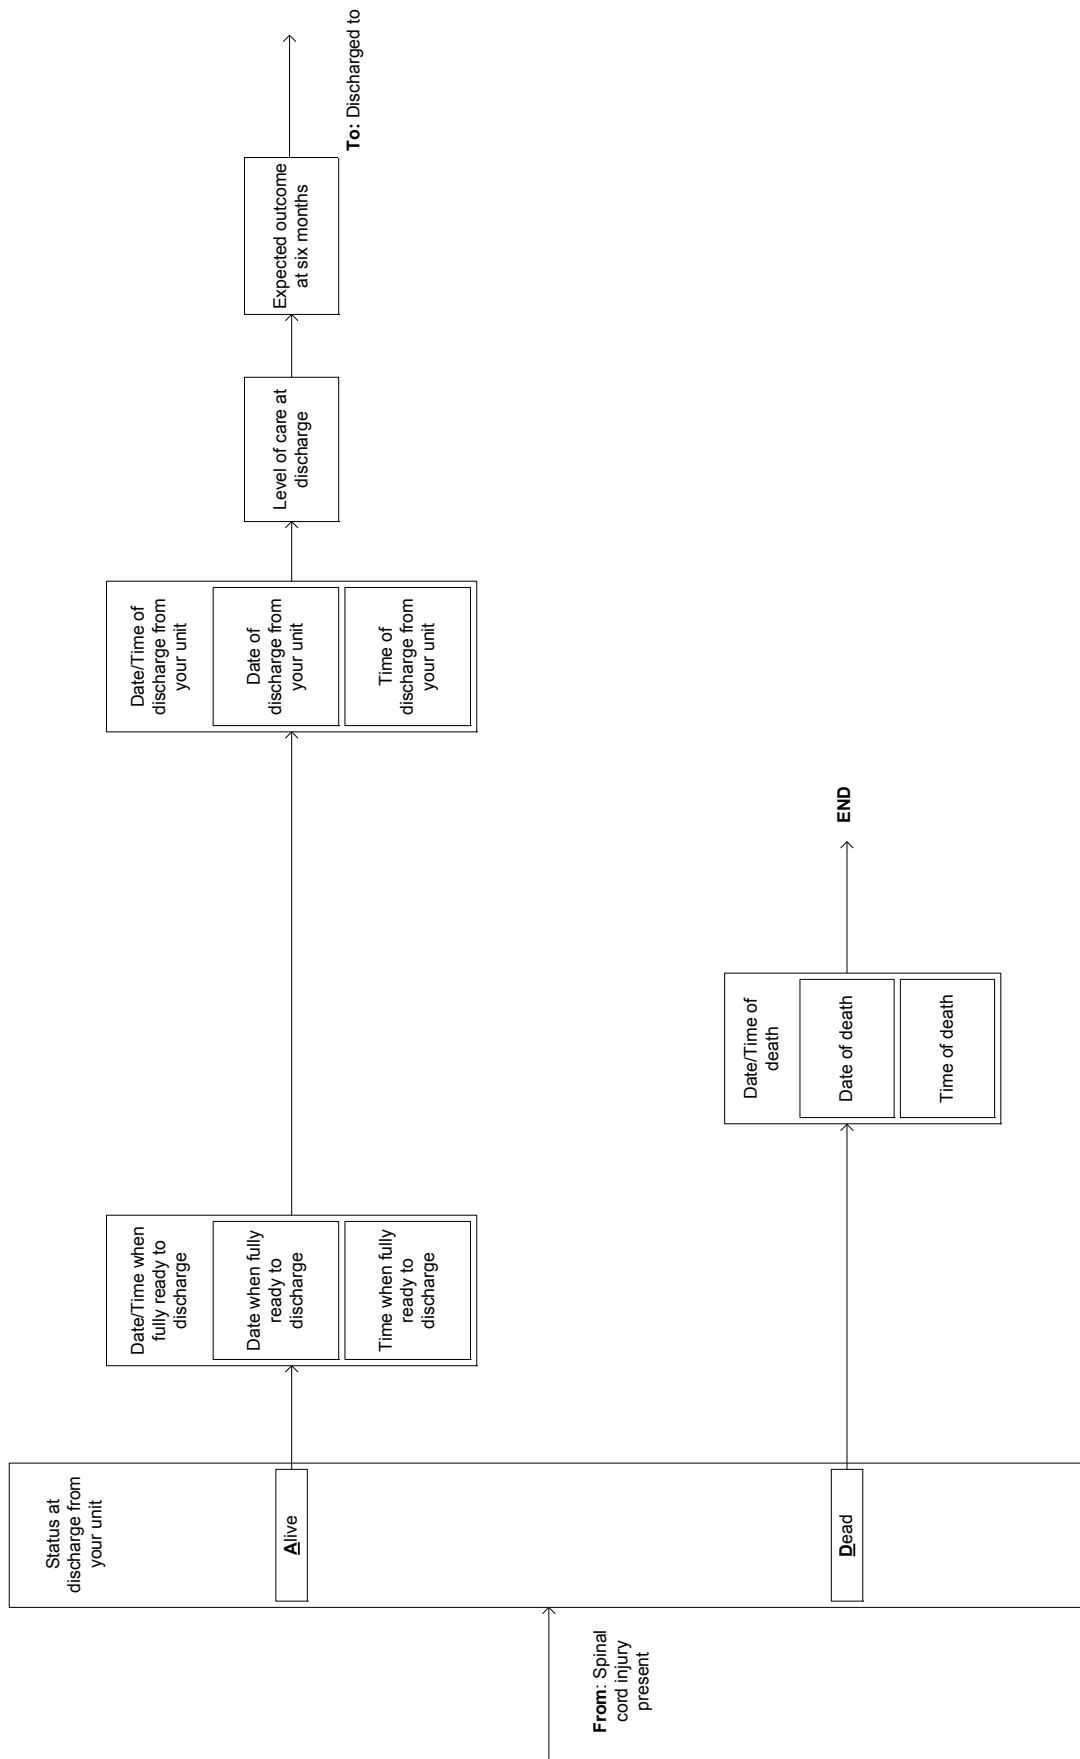 From: Spinal
cord injury
present
Status at
discharge from
your unit
Alive
Dead
Date/Time when
fully ready to
discharge
Date when fully
ready to
discharge
Time when fully
ready to
discharge
Date/Time of
discharge from
your unit
Date of
discharge from
your unit
Time of
discharge from
your unit
Level of care at
discharge
Expected outcome
at six months
To: Discharged to
Date/Time of
death
Date of death
Time of death
END